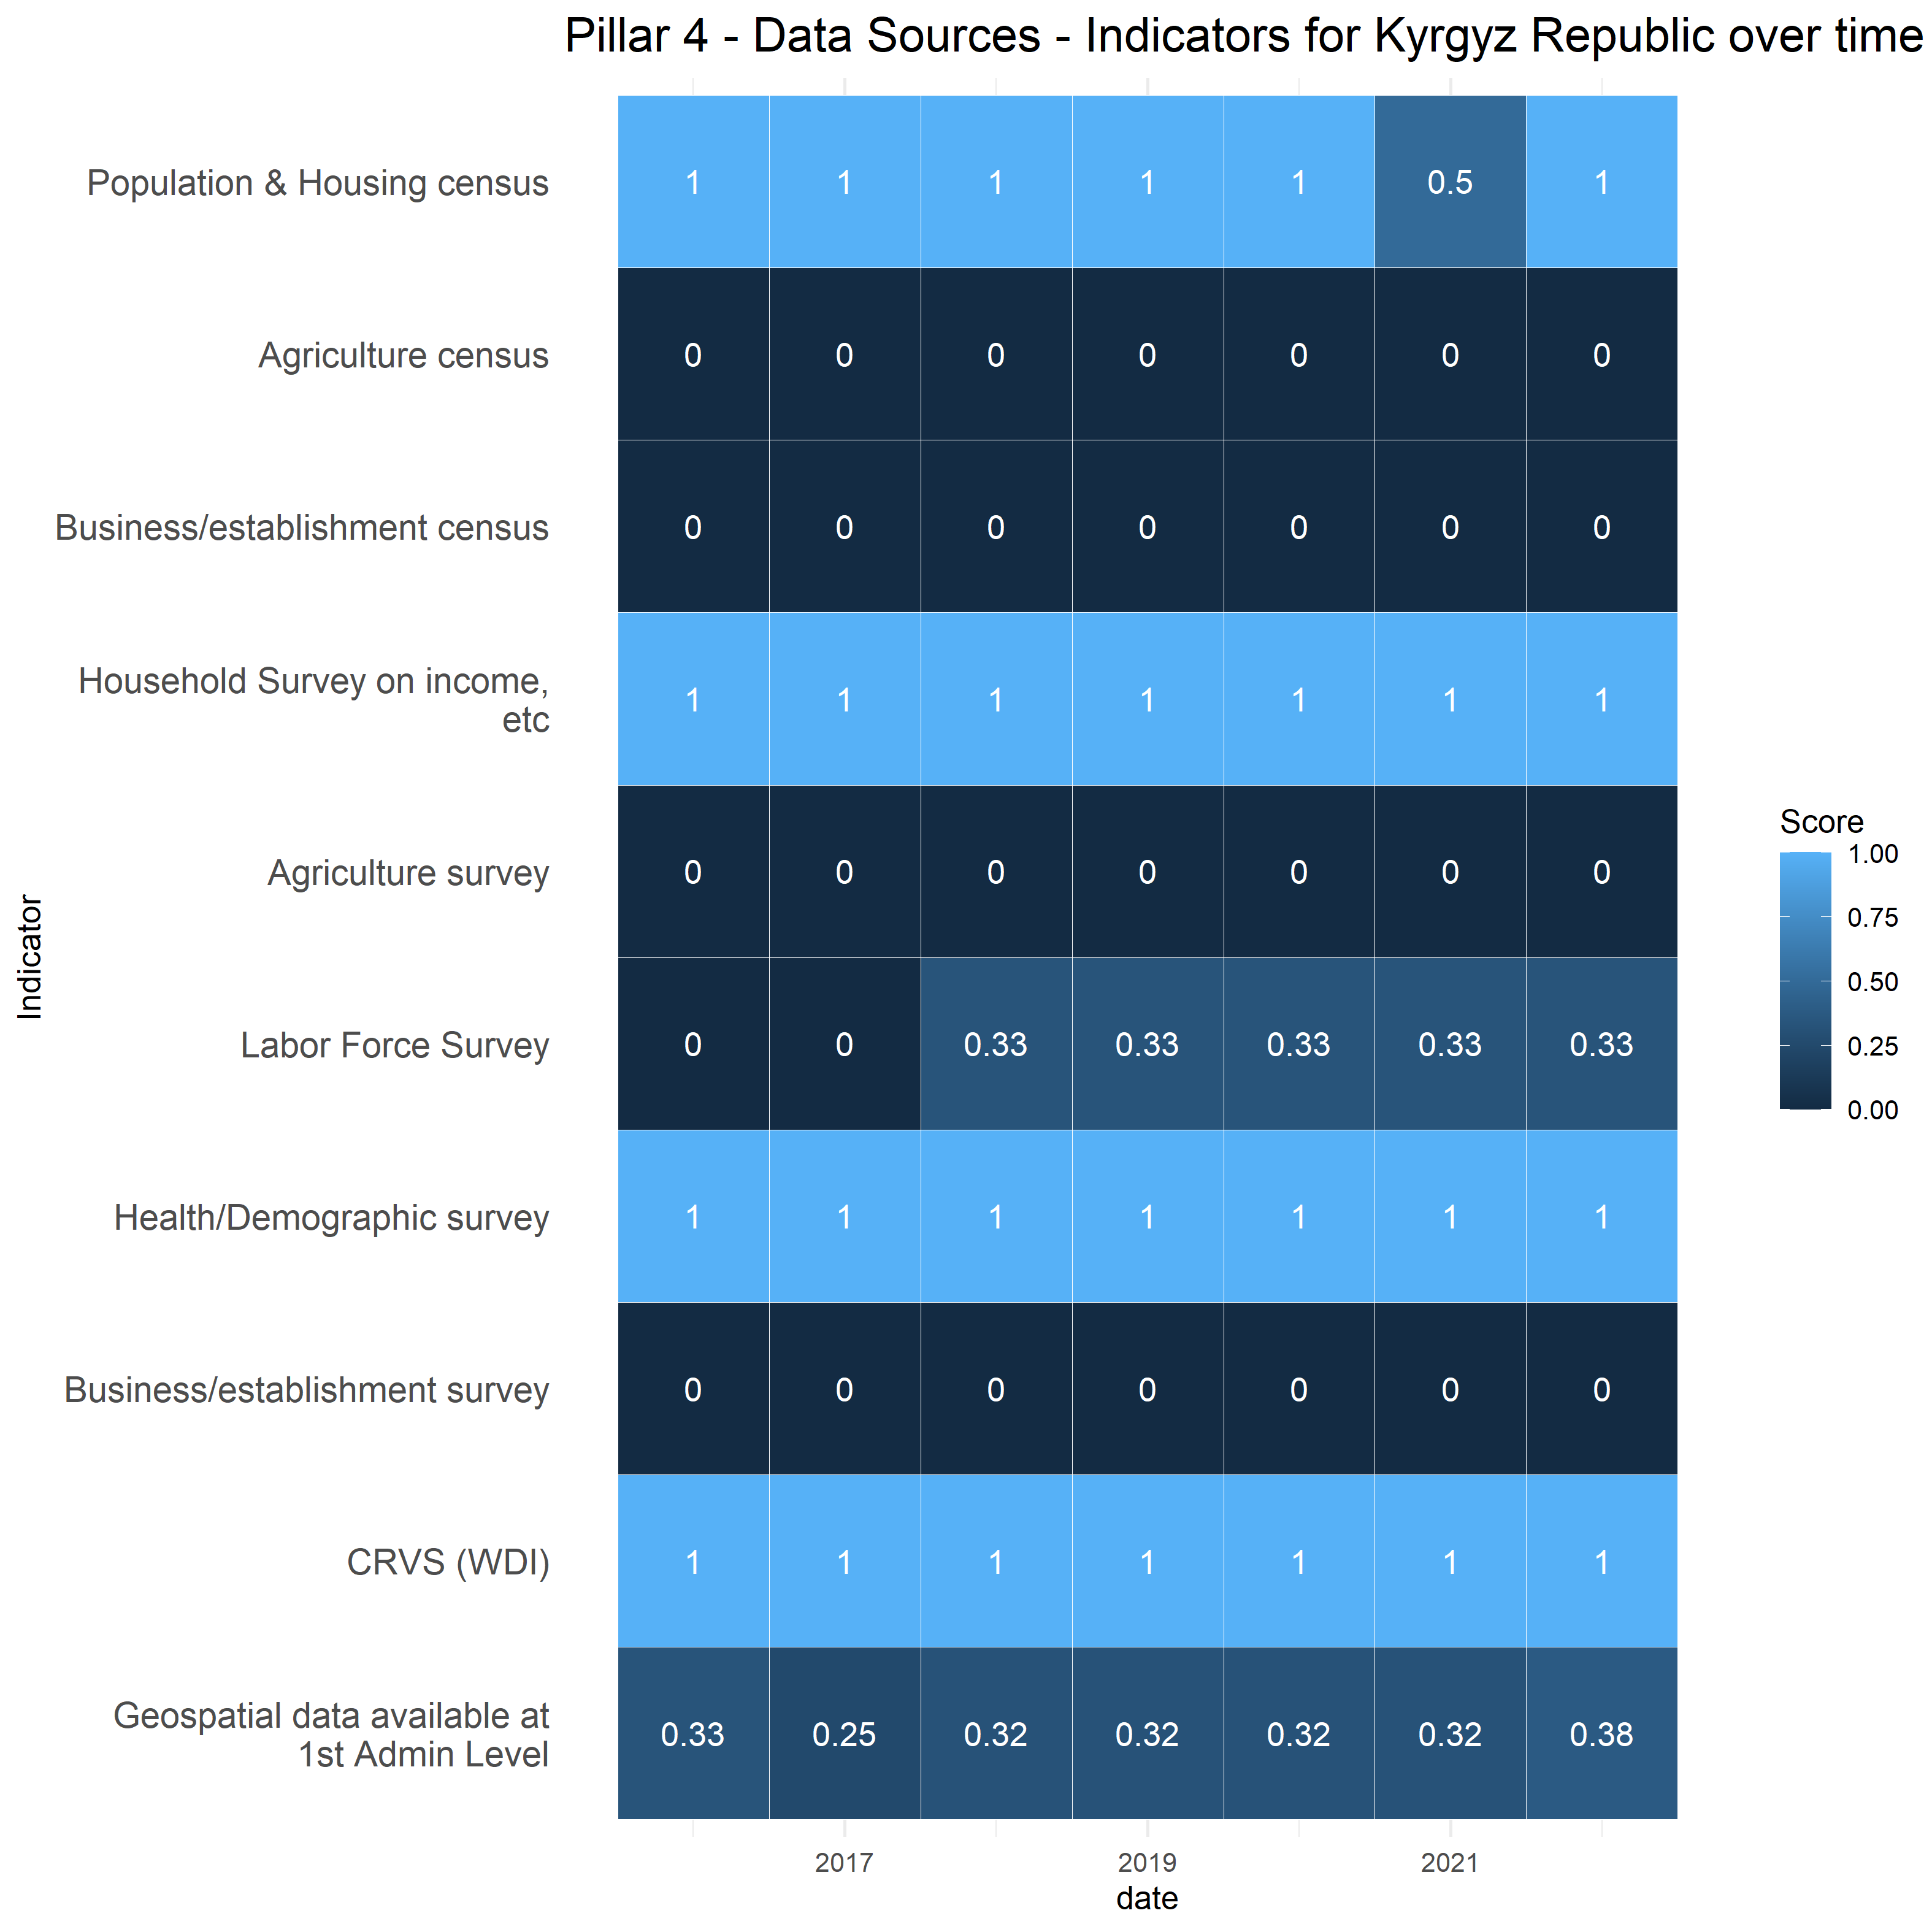 Pillar 4 - Data Sources - Indicators for Kyrgyz Republic over time
Population & Housing census
1 1 1 1 1 0.5 1
Agriculture census
0 0 0 0 0 0 0
Business/establishment census
0 0 0 0 0 0 0
Household Survey on income,
etc
1 1 1 1 1 1 1
Agriculture survey
0 0 0 0 0 0 0
Labor Force Survey
0 0 0.33 0.33 0.33 0.33 0.33
Health/Demographic survey
1 1 1 1 1 1 1
Business/establishment survey
0 0 0 0 0 0 0
CRVS (WDI)
1 1 1 1 1 1 1
Geospatial data available at
1st Admin Level
0.33 0.25 0.32 0.32 0.32 0.32 0.38
2017 2019 2021
date
Indicator
Score
1.00
0.75
0.50
0.25
0.00